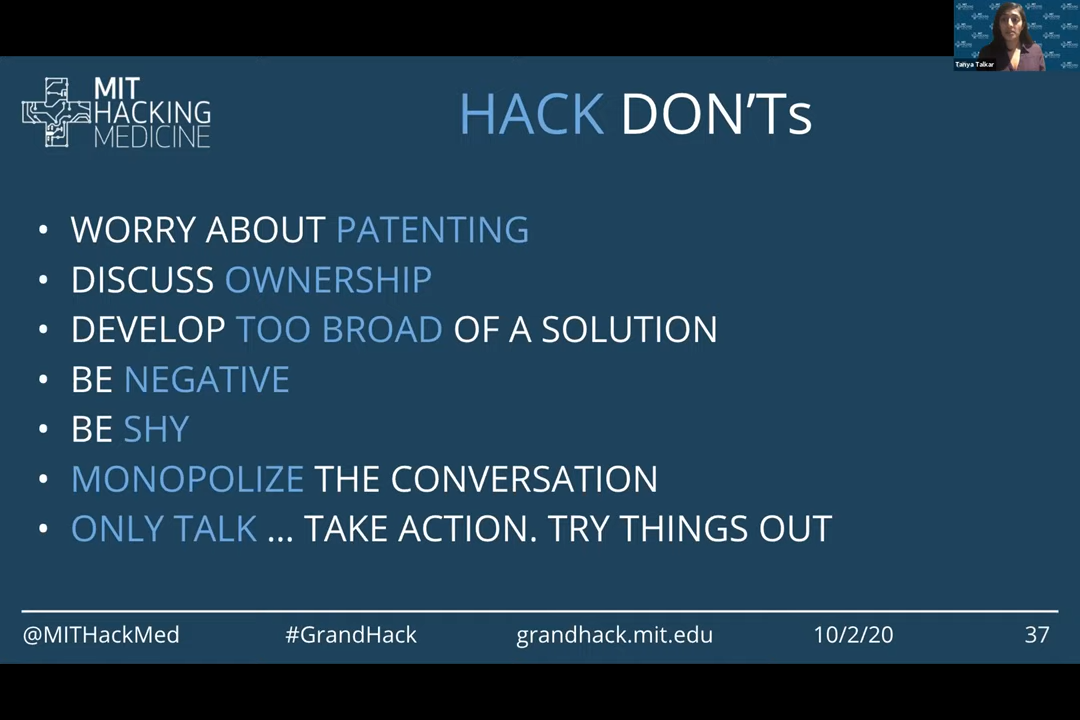 Tanya Talkar
MIT
HACKING
MEDICINE
HACK DON'Ts
• WORRY ABOUT PATENTING
• DISCUSS OWNERSHIP
• DEVELOP TOO BROAD OF A SOLUTION
• BE NEGATIVE
• BE SHY
• MONOPOLIZE THE CONVERSATION
• ONLY TALK ... TAKE ACTION. TRY THINGS OUT
@MITHackMed #GrandHack grandhack.mit.edu 10/2/20 37